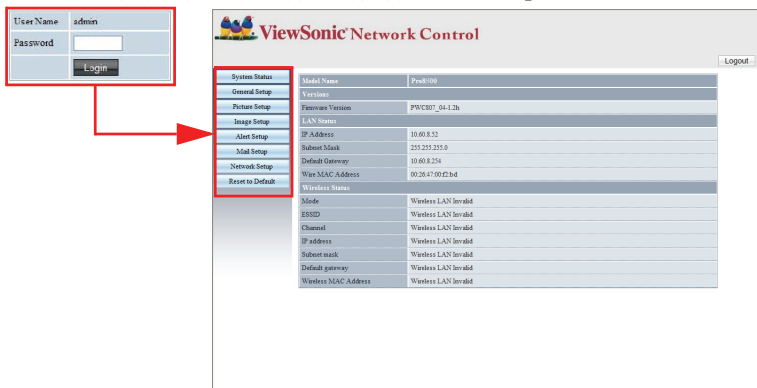 User Name admin
Password
Login
ViewSonic® Network Control
Logout
System Status
General Setup
Picture Setup
Image Setup
Alert Setup
Mail Setup
Network Setup
Reset to Default
Model Name Pro8500
Versions
Firmware Version PWC807_04-1.2h
LAN Status
IP Address 10.60.8.52
Subnet Mask 255.255.255.0
Default Gateway 10.60.8.254
Wire MAC Address 00:26:47:00:f2:bd
Wireless Status
Mode Wireless LAN Invalid
ESSID Wireless LAN Invalid
Channel Wireless LAN Invalid
IP address Wireless LAN Invalid
Subnet mask Wireless LAN Invalid
Default gateway Wireless LAN Invalid
Wireless MAC Address Wireless LAN Invalid